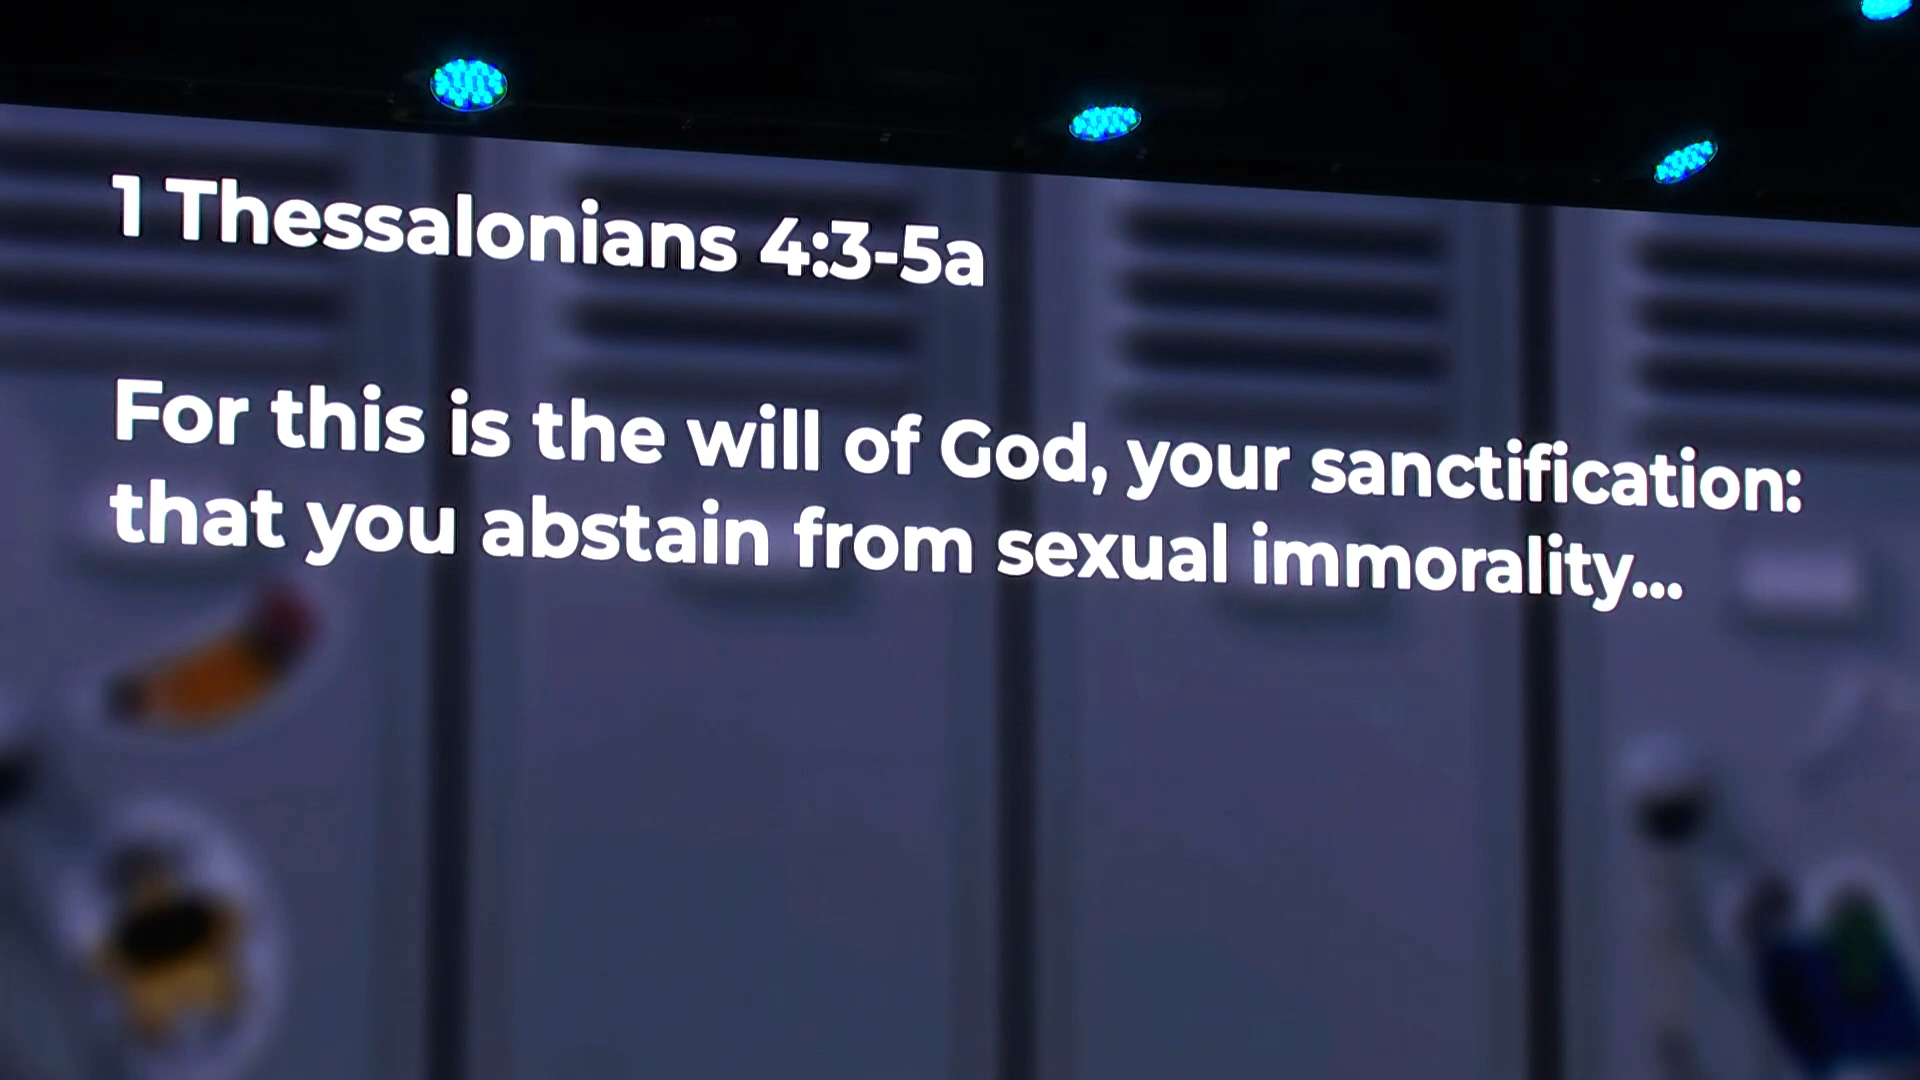 1 Thessalonians 4:3-5a
For this is the will of God, your sanctification:
that you abstain from sexual immorality...